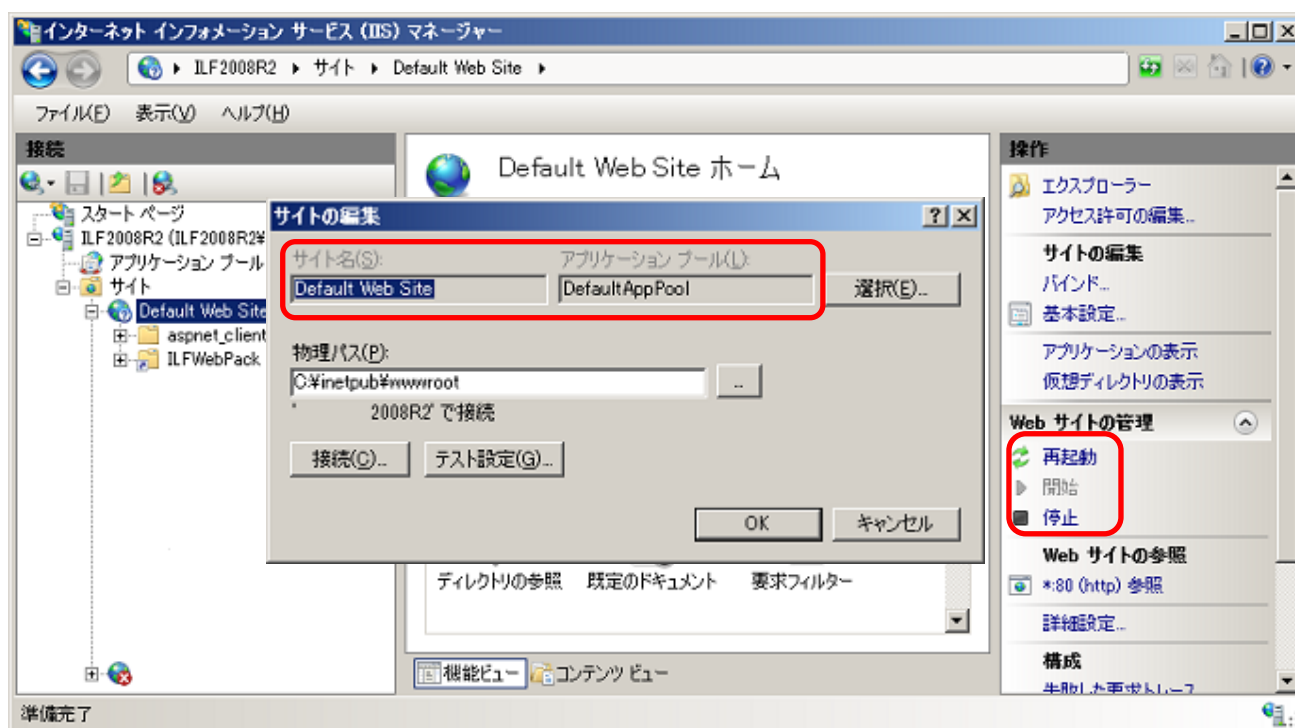 インターネット インフォメーション サービス (IIS) マネージャー
ILF2008R2 サイト Default Web Site
ファイル(F) 表示(V) ヘルプ(H)
接続
スタート ページ
ILF2008R2 (ILF2008R2¥
アプリケーション プール
サイト
Default Web Site
aspnet_client
ILFWebPack
Default Web Site ホーム
サイトの編集
サイト名(S): アプリケーション プール(L):
Default Web Site DefaultAppPool 選択(E)...
物理パス(P):
C:¥inetpub¥wwwroot ...
' 2008R2' で接続
接続(C)... テスト設定(G)...
OK キャンセル
ディレクトリの参照 既定のドキュメント 要求フィルター
機能ビュー コンテンツ ビュー
操作
エクスプローラー
アクセス許可の編集...
サイトの編集
バインド...
基本設定...
アプリケーションの表示
仮想ディレクトリの表示
Web サイトの管理
再起動
開始
停止
Web サイトの参照
*:80 (http) 参照
詳細設定...
構成
失敗した要求トレース
準備完了